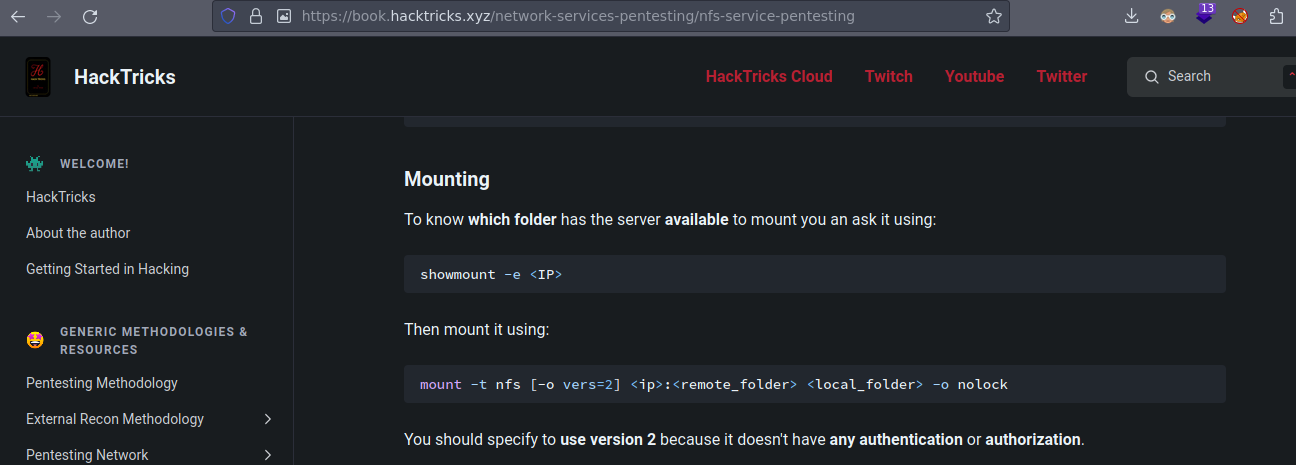 https://book.hacktricks.xyz/network-services-pentesting/nfs-service-pentesting
13
HackTricks
HackTricks Cloud
Twitch
Youtube
Twitter
Search
WELCOME!
HackTricks
About the author
Getting Started in Hacking
GENERIC METHODOLOGIES &
RESOURCES
Pentesting Methodology
External Recon Methodology
Pentesting Network
Mounting
To know which folder has the server available to mount you an ask it using:
showmount -e <IP>
Then mount it using:
mount -t nfs [-o vers=2] <ip>:<remote_folder> <local_folder> -o nolock
You should specify to use version 2 because it doesn't have any authentication or authorization.